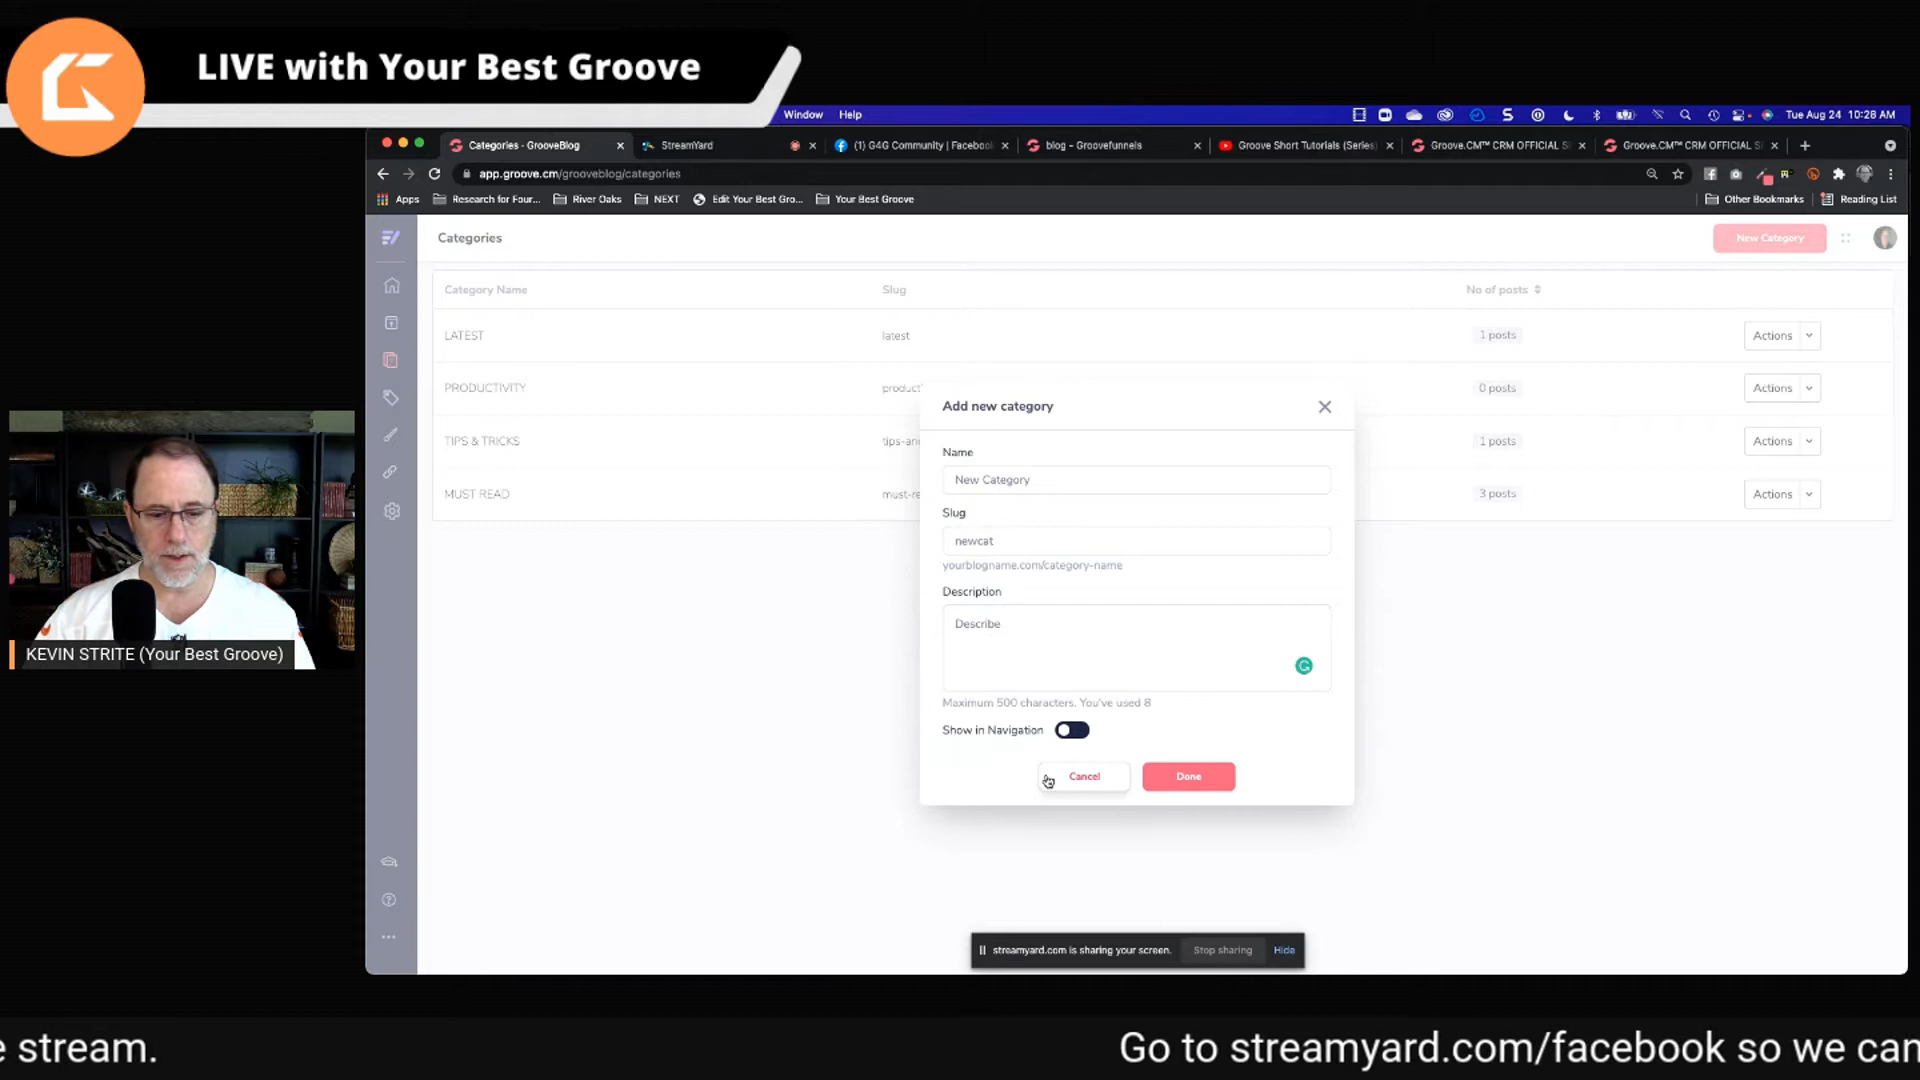 LIVE with Your Best Groove
Window Help
Tue Aug 24 10:28 AM
Categories - GrooveBlog
StreamYard
(1) G4G Community | Facebook
blog – Groovefunnels
Groove Short Tutorials (Series)
Groove.CM™ CRM OFFICIAL S
Groove.CM™ CRM OFFICIAL S
app.groove.cm/grooveblog/categories
Apps
Research for Four...
River Oaks
NEXT
Edit Your Best Gro...
Your Best Groove
Other Bookmarks
Reading List
Categories
New Category
Category Name Slug No of posts
LATEST latest 1 posts Actions
PRODUCTIVITY product 0 posts Actions
TIPS & TRICKS tips-an 1 posts Actions
MUST READ must-re 3 posts Actions
Add new category
Name
New Category
Slug
newcat
yourblogname.com/category-name
Description
Describe
Maximum 500 characters. You've used 8
Show in Navigation
Cancel
Done
KEVIN STRITE (Your Best Groove)
streamyard.com is sharing your screen.
Stop sharing
Hide
e stream. Go to streamyard.com/facebook so we can